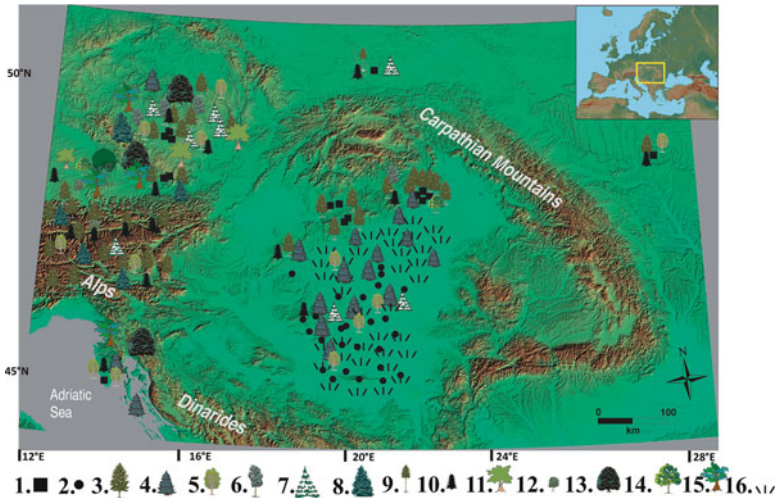 50°N
Carpathian Mountains
Alps
45°N
Adriatic
Sea
Dinarides
N
0 100
km
12°E 16°E 20°E 24°E 28°E
1. 2. 3. 4. 5. 6. 7. 8. 9. 10. 11. 12. 13. 14. 15. 16.